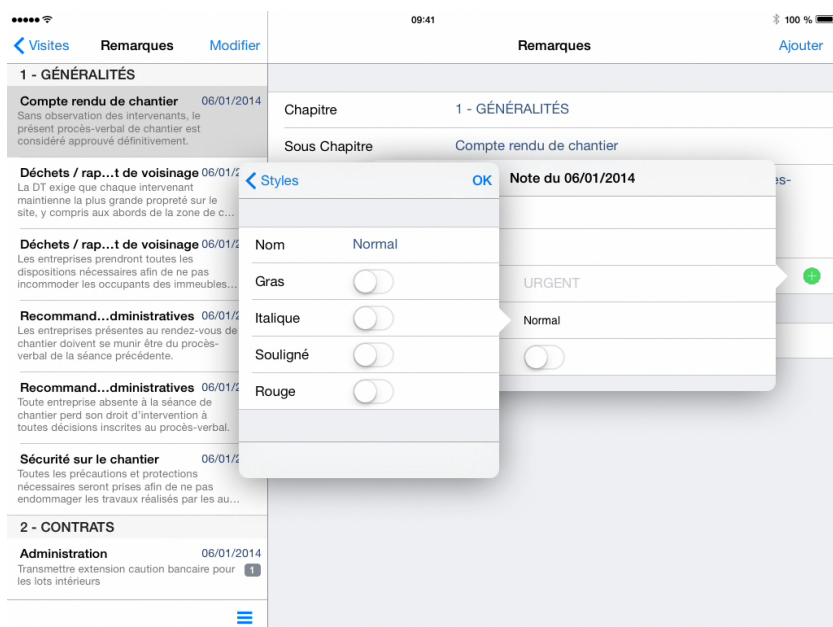 09:41
100 %
Visites
Remarques
Modifier
1 - GÉNÉRALITÉS
Compte rendu de chantier 06/01/2014
Sans observation des intervenants, le
présent procès-verbal de chantier est
considéré approuvé définitivement.
Déchets / rap...t de voisinage 06/01/2
La DT exige que chaque intervenant
maintienne la plus grande propreté sur le
site, y compris aux abords de la zone de c...
Déchets / rap...t de voisinage 06/01/2
Les entreprises prendront toutes les
dispositions nécessaires afin de ne pas
incommoder les occupants des immeubles...
Recommand...dministratives 06/01/2
Les entreprises présentes au rendez-vous de
chantier doivent se munir être du procès-
verbal de la séance précédente.
Recommand...dministratives 06/01/2
Toute entreprise absente à la séance de
chantier perd son droit d'intervention à
toutes décisions inscrites au procès-verbal.
Sécurité sur le chantier 06/01/2
Toutes les précautions et protections
nécessaires seront prises afin de ne pas
endommager les travaux réalisés par les au...
2 - CONTRATS
Administration 06/01/2014
Transmettre extension caution bancaire pour 1
les lots intérieurs
Remarques
Ajouter
Chapitre 1 - GÉNÉRALITÉS
Sous Chapitre Compte rendu de chantier
es-
Styles
OK
Nom Normal
Gras
Italique
Souligné
Rouge
Note du 06/01/2014
URGENT
Normal